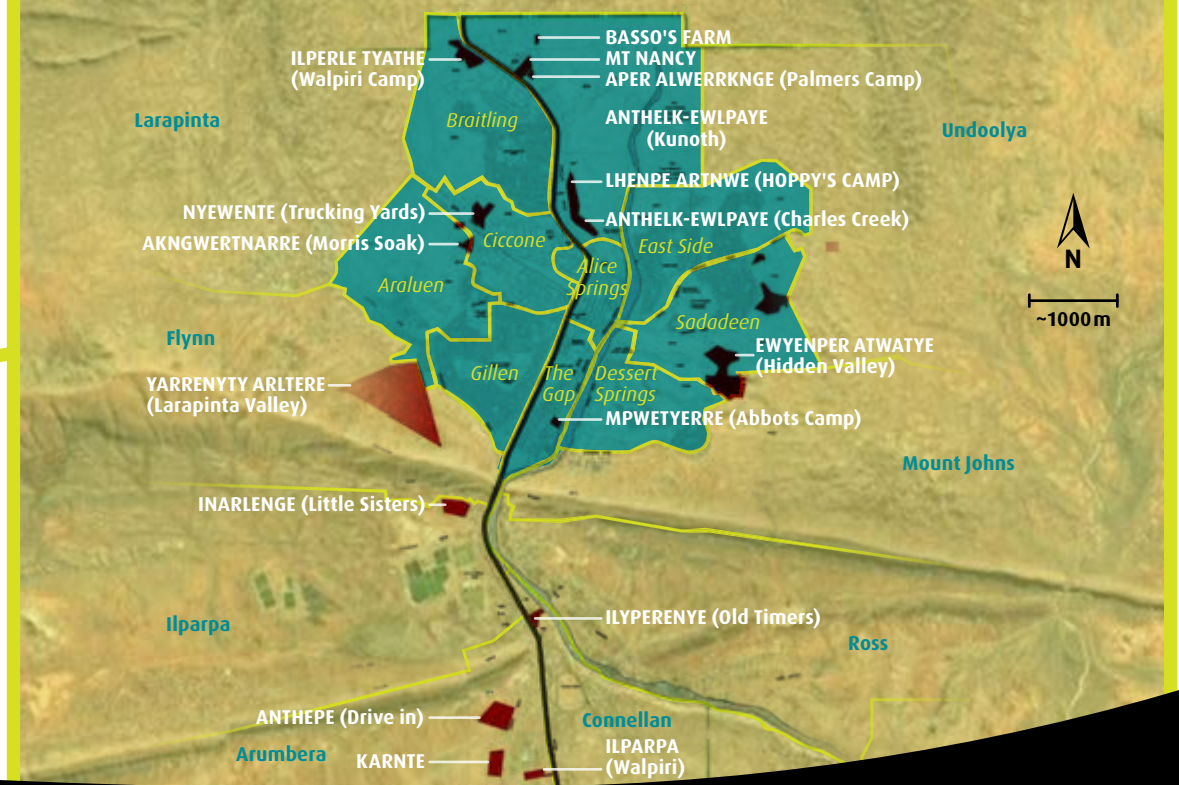 BASSO'S FARM
ILPERLE TYATHE
(Walpiri Camp)
MT NANCY
APER ALWERRKNGE (Palmers Camp)
Larapinta
Braitling
ANTHELK-EWLPAYE
(Kunoth)
Undoolya
LHENPE ARTNWE (HOPPY'S CAMP)
NYEWENTE (Trucking Yards)
ANTHELK-EWLPAYE (Charles Creek)
AKNGWERTNARRE (Morris Soak)
Ciccone
East Side
Alice
Springs
N
Araluen
~1000 m
Sadadeen
Flynn
EWYENPER ATWATYE
(Hidden Valley)
Gillen
The
Gap
Dessert
Springs
YARRENYTY ARLTERE
(Larapinta Valley)
MPWETYERRE (Abbots Camp)
Mount Johns
INARLENGE (Little Sisters)
Ilparpa
ILYPERENYE (Old Timers)
Ross
ANTHEPE (Drive in)
Connellan
Arumbera
KARNTE
ILPARPA
(Walpiri)